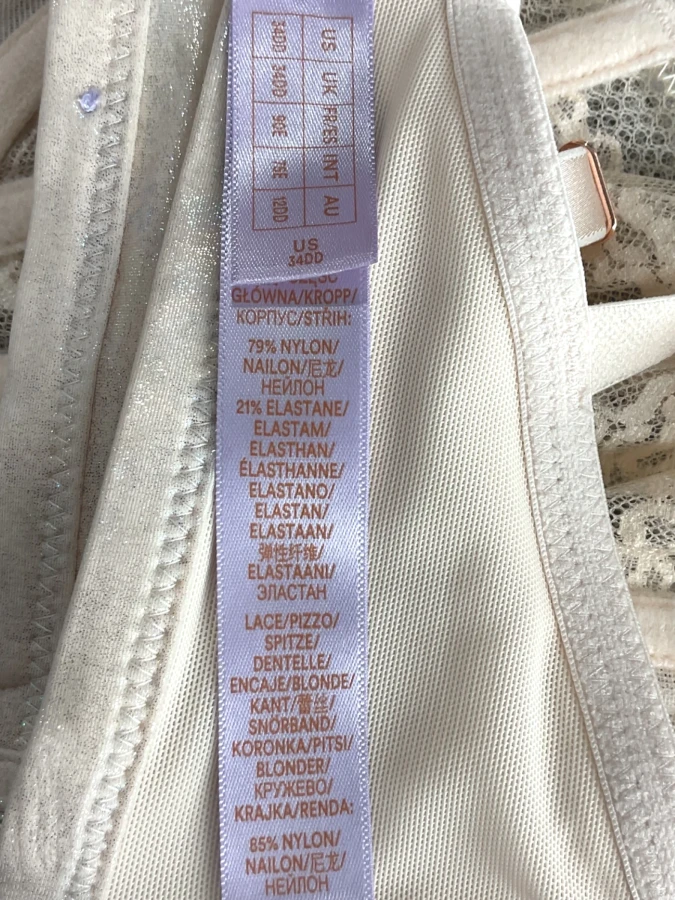 US 34DD
UK 34DD
FR/ES 90E
INT 75E
AU 12DD
US
34DD
GŁÓWNA/KROPP/
КОРПУС/STŘIH:
79% NYLON/
NAILON/尼龙/
НЕЙЛОН
21% ELASTANE/
ELASTAM/
ELASTHAN/
ÉLASTHANNE/
ELASTANO/
ELASTAN/
ELASTAAN/
弹性纤维/
ELASTAANI/
ЭЛАСТАН
LACE/PIZZO/
SPITZE/
DENTELLE/
ENCAJE/BLONDE/
KANT/蕾丝/
SNÖRBAND/
KORONKA/PITSI/
BLONDER/
КРУЖЕВО/
KRAJKA/RENDA:
85% NYLON/
NAILON/尼龙/
НЕЙЛОН